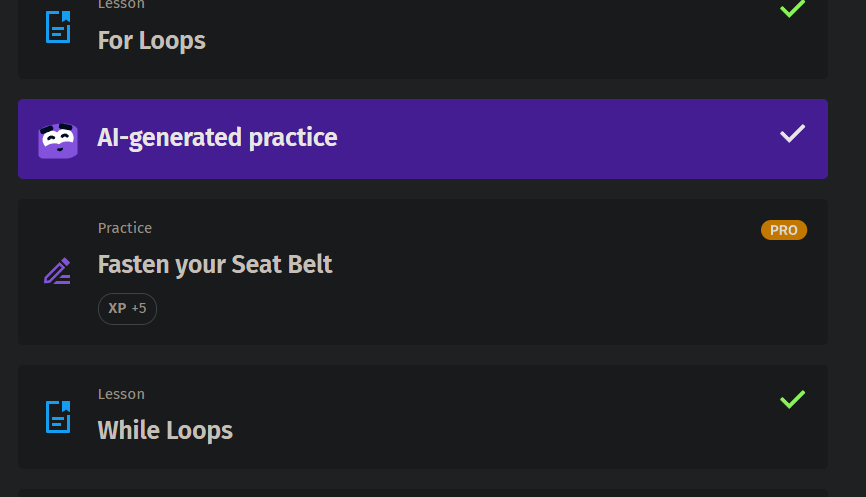 Lesson
For Loops
AI-generated practice
Practice
PRO
Fasten your Seat Belt
XP +5
Lesson
While Loops